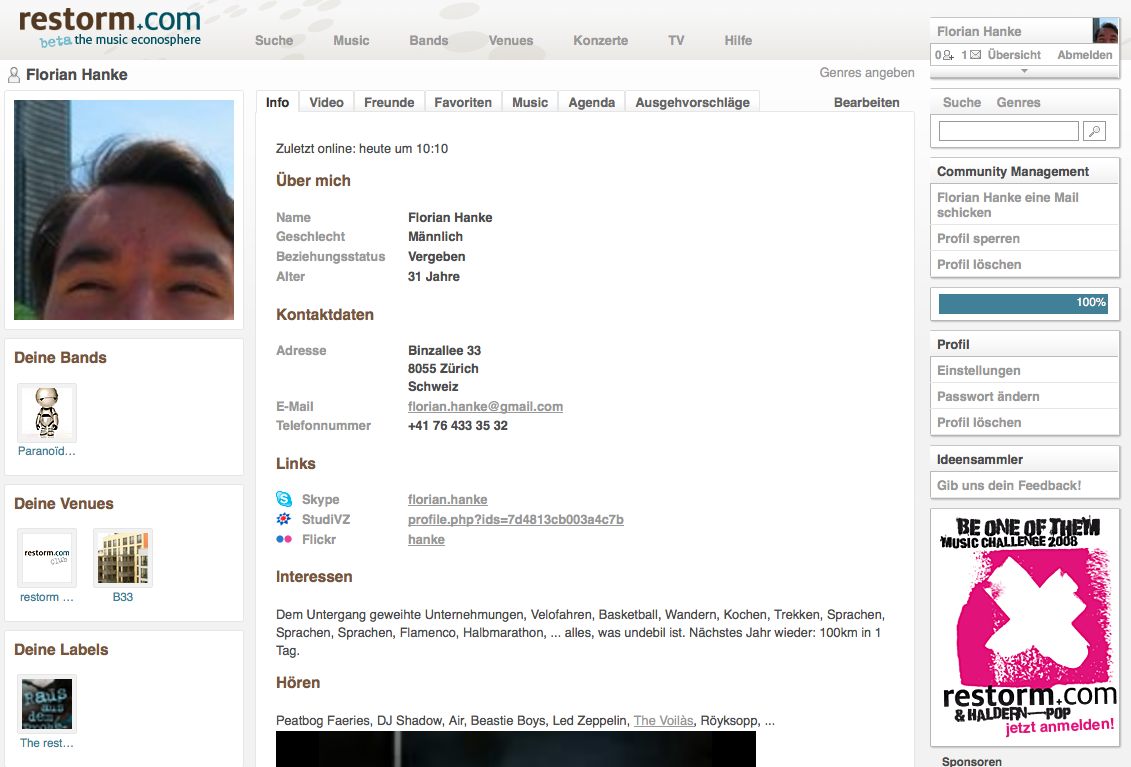 restorm.com
beta the music econosphere
Suche Music Bands Venues Konzerte TV Hilfe
Florian Hanke
0 1 Übersicht Abmelden
Florian Hanke
Genres angeben
Info Video Freunde Favoriten Music Agenda Ausgehvorschläge Bearbeiten
Zuletzt online: heute um 10:10
Über mich
Name Florian Hanke
Geschlecht Männlich
Beziehungsstatus Vergeben
Alter 31 Jahre
Kontaktdaten
Adresse Binzallee 33
8055 Zürich
Schweiz
E-Mail florian.hanke@gmail.com
Telefonnummer +41 76 433 35 32
Links
Skype florian.hanke
StudiVZ profile.php?ids=7d4813cb003a4c7b
Flickr hanke
Interessen
Dem Untergang geweihte Unternehmungen, Velofahren, Basketball, Wandern, Kochen, Trekken, Sprachen,
Sprachen, Sprachen, Flamenco, Halbmarathon, ... alles, was undebil ist. Nächstes Jahr wieder: 100km in 1
Tag.
Hören
Peatbog Faeries, DJ Shadow, Air, Beastie Boys, Led Zeppelin, The Voilàs, Röyksopp, ...
Deine Bands
Paranoïd...
Deine Venues
restorm.com
club
restorm ... B33
Deine Labels
Raus
aus
dem
The rest...
Suche Genres
Community Management
Florian Hanke eine Mail
schicken
Profil sperren
Profil löschen
100%
Profil
Einstellungen
Passwort ändern
Profil löschen
Ideensammler
Gib uns dein Feedback!
BE ONE OF THEM
MUSIC CHALLENGE 2008
restorm.com
& HALDERN POP
jetzt anmelden!
Sponsoren